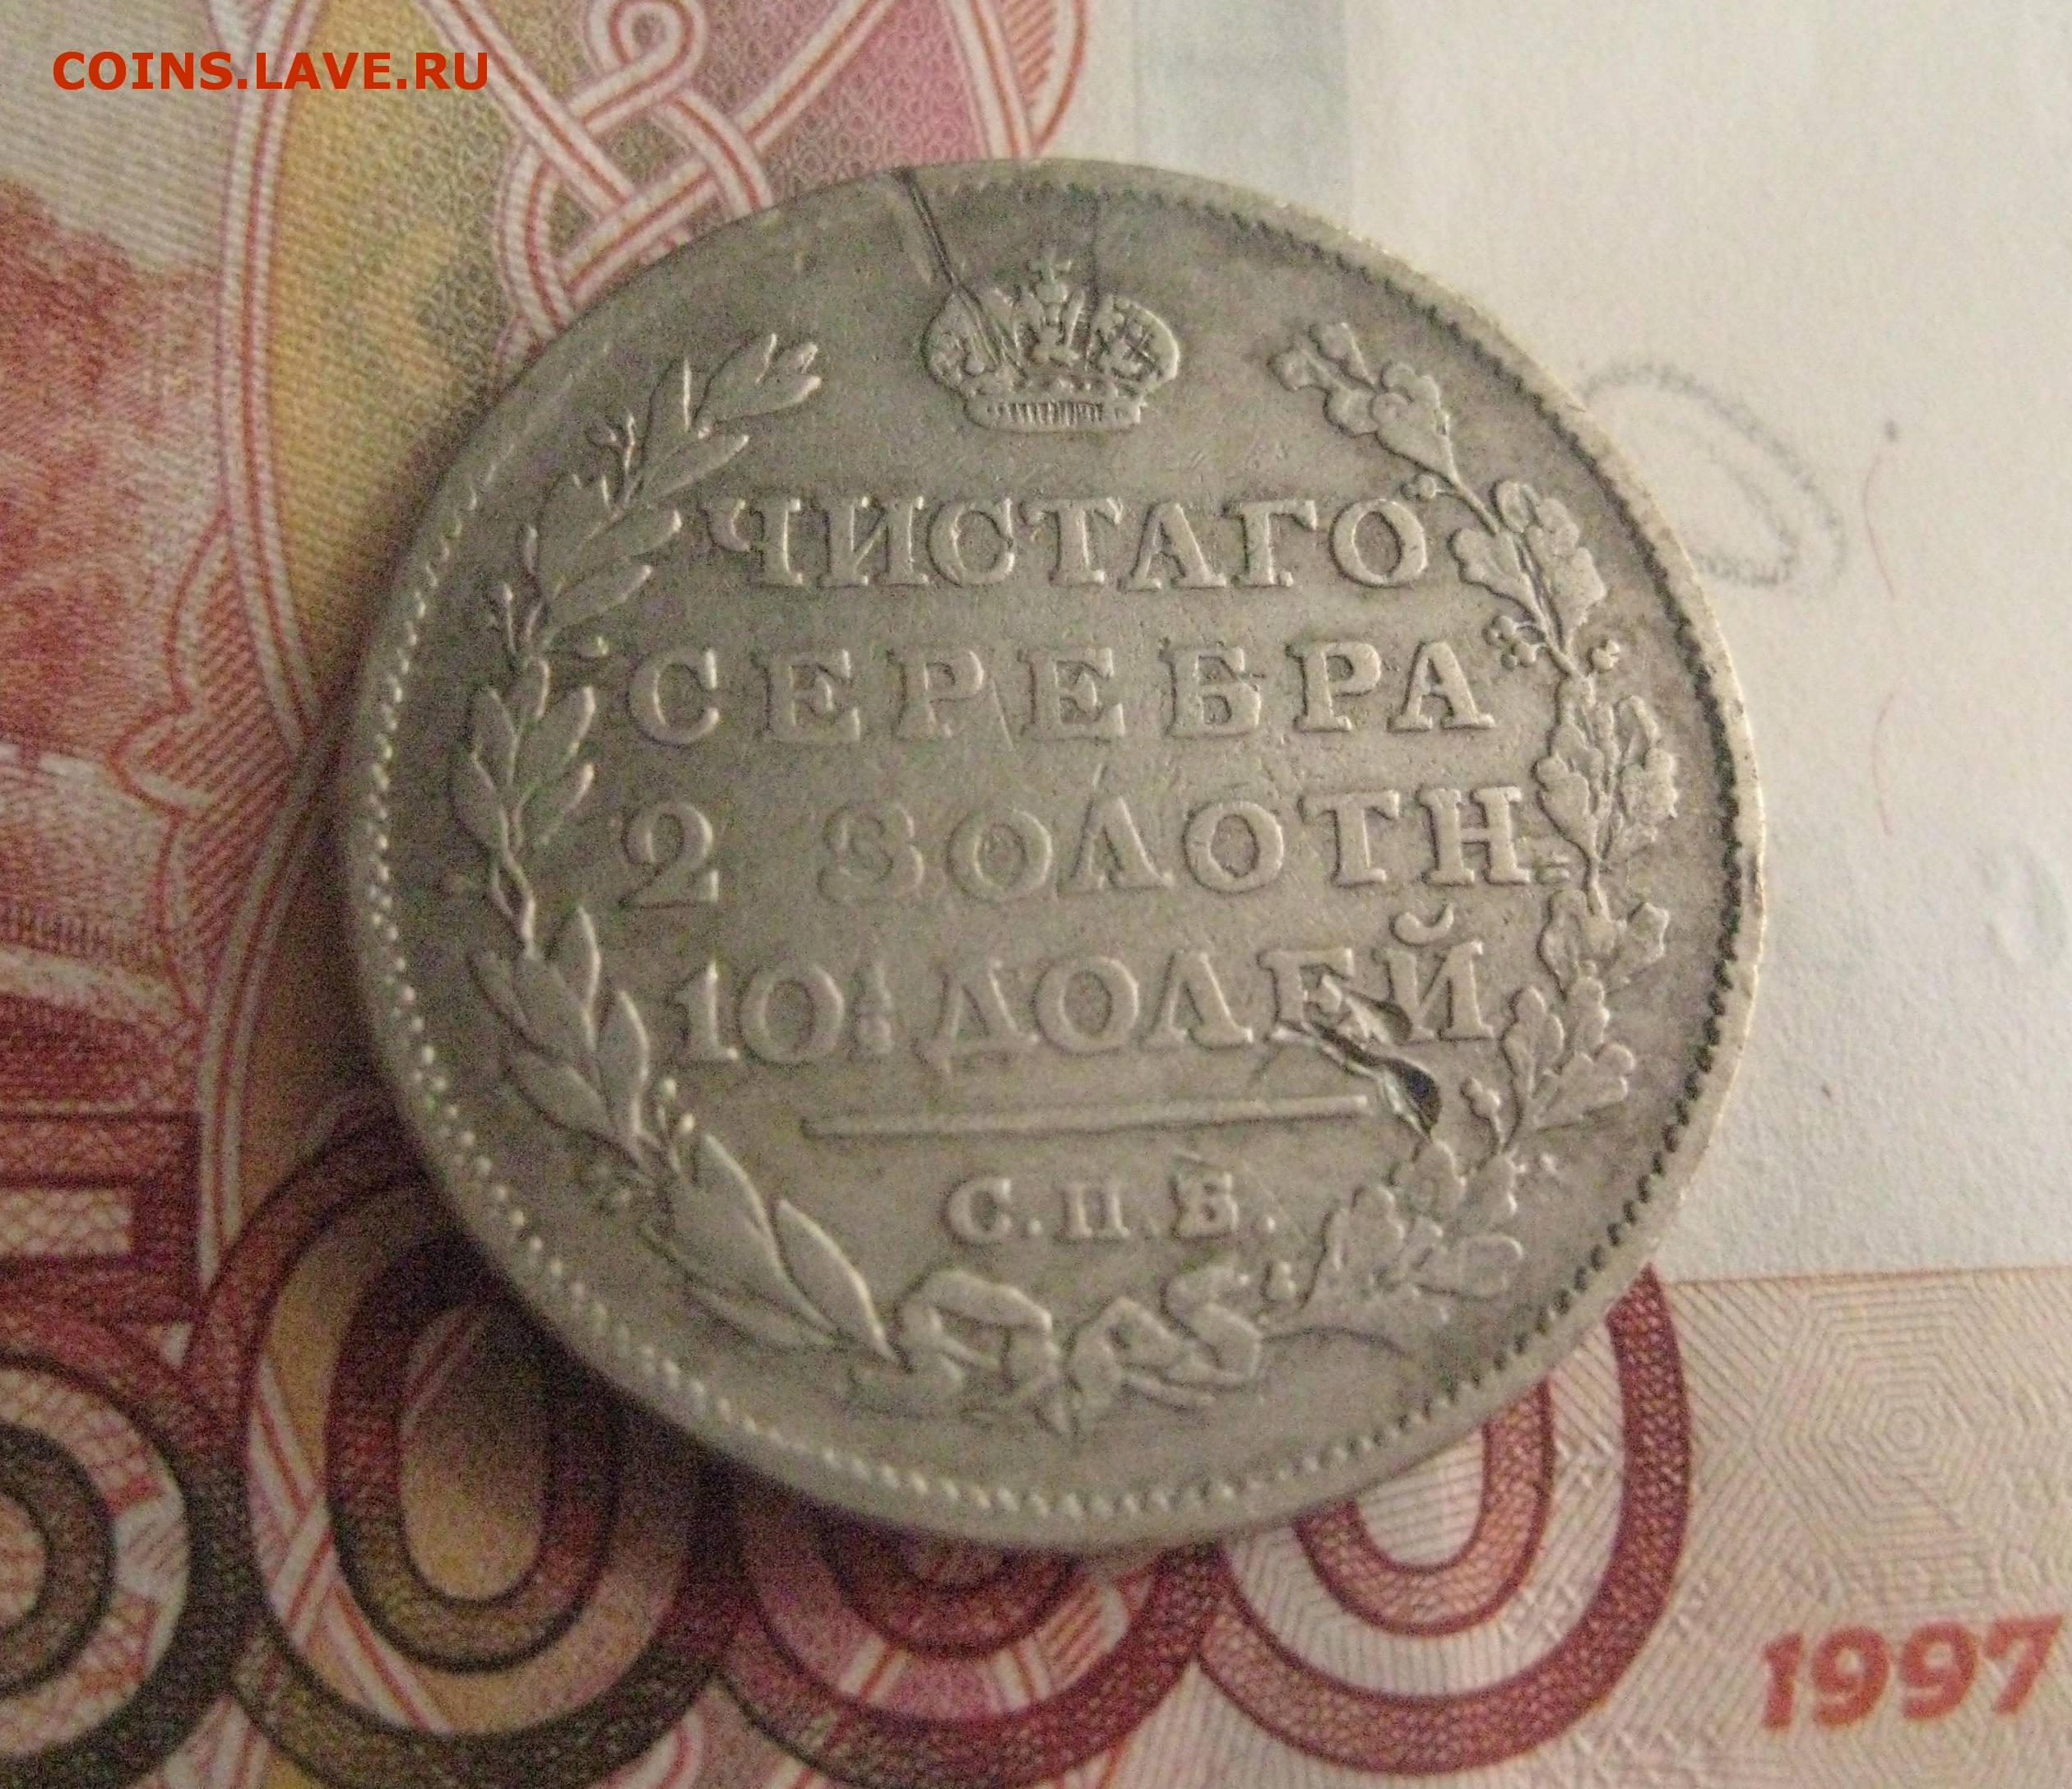 COINS.LAVE.RU
ЧИСТАГО
СЕРЕБРА
2 ЗОЛОТН.
10½ ДОЛЕЙ
С.П.Б.
1997